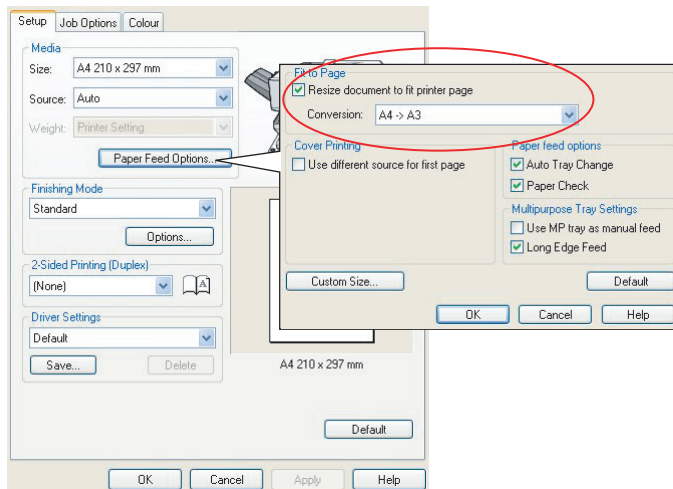 Setup Job Options Colour
Media
Size: A4 210 x 297 mm
Source: Auto
Weight: Printer Setting
Paper Feed Options...
Finishing Mode
Standard
Options...
2-Sided Printing (Duplex)
(None)
A
Driver Settings
Default
Save... Delete
A4 210 x 297 mm
Default
OK Cancel Apply Help
Fit to Page
Resize document to fit printer page
Conversion: A4 -> A3
Cover Printing
Use different source for first page
Paper feed options
Auto Tray Change
Paper Check
Multipurpose Tray Settings
Use MP tray as manual feed
Long Edge Feed
Custom Size... Default
OK Cancel Help